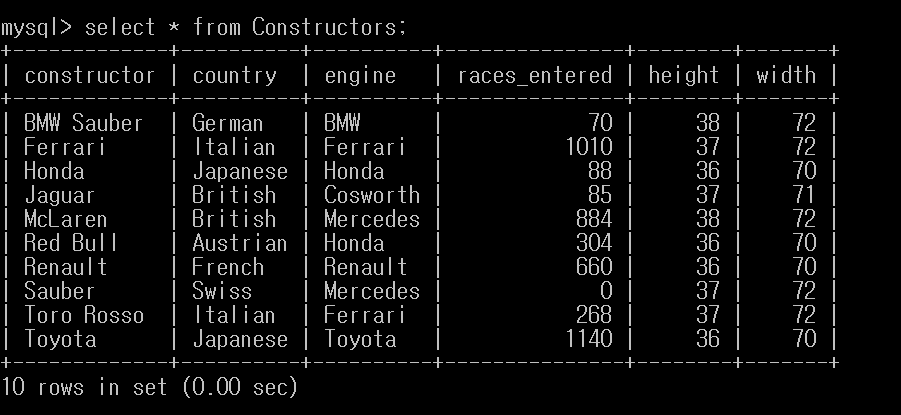 mysql> select * from Constructors;
+-------------+----------+----------+---------------+--------+-------+
| constructor | country  | engine   | races_entered | height | width |
+-------------+----------+----------+---------------+--------+-------+
| BMW Sauber  | German   | BMW      |            70 |     38 |    72 |
| Ferrari     | Italian  | Ferrari  |          1010 |     37 |    72 |
| Honda       | Japanese | Honda    |            88 |     36 |    70 |
| Jaguar      | British  | Cosworth |            85 |     37 |    71 |
| McLaren     | British  | Mercedes |           884 |     38 |    72 |
| Red Bull    | Austrian | Honda    |           304 |     36 |    70 |
| Renault     | French   | Renault  |           660 |     36 |    70 |
| Sauber      | Swiss    | Mercedes |             0 |     37 |    72 |
| Toro Rosso  | Italian  | Ferrari  |           268 |     37 |    72 |
| Toyota      | Japanese | Toyota   |          1140 |     36 |    70 |
+-------------+----------+----------+---------------+--------+-------+
10 rows in set (0.00 sec)